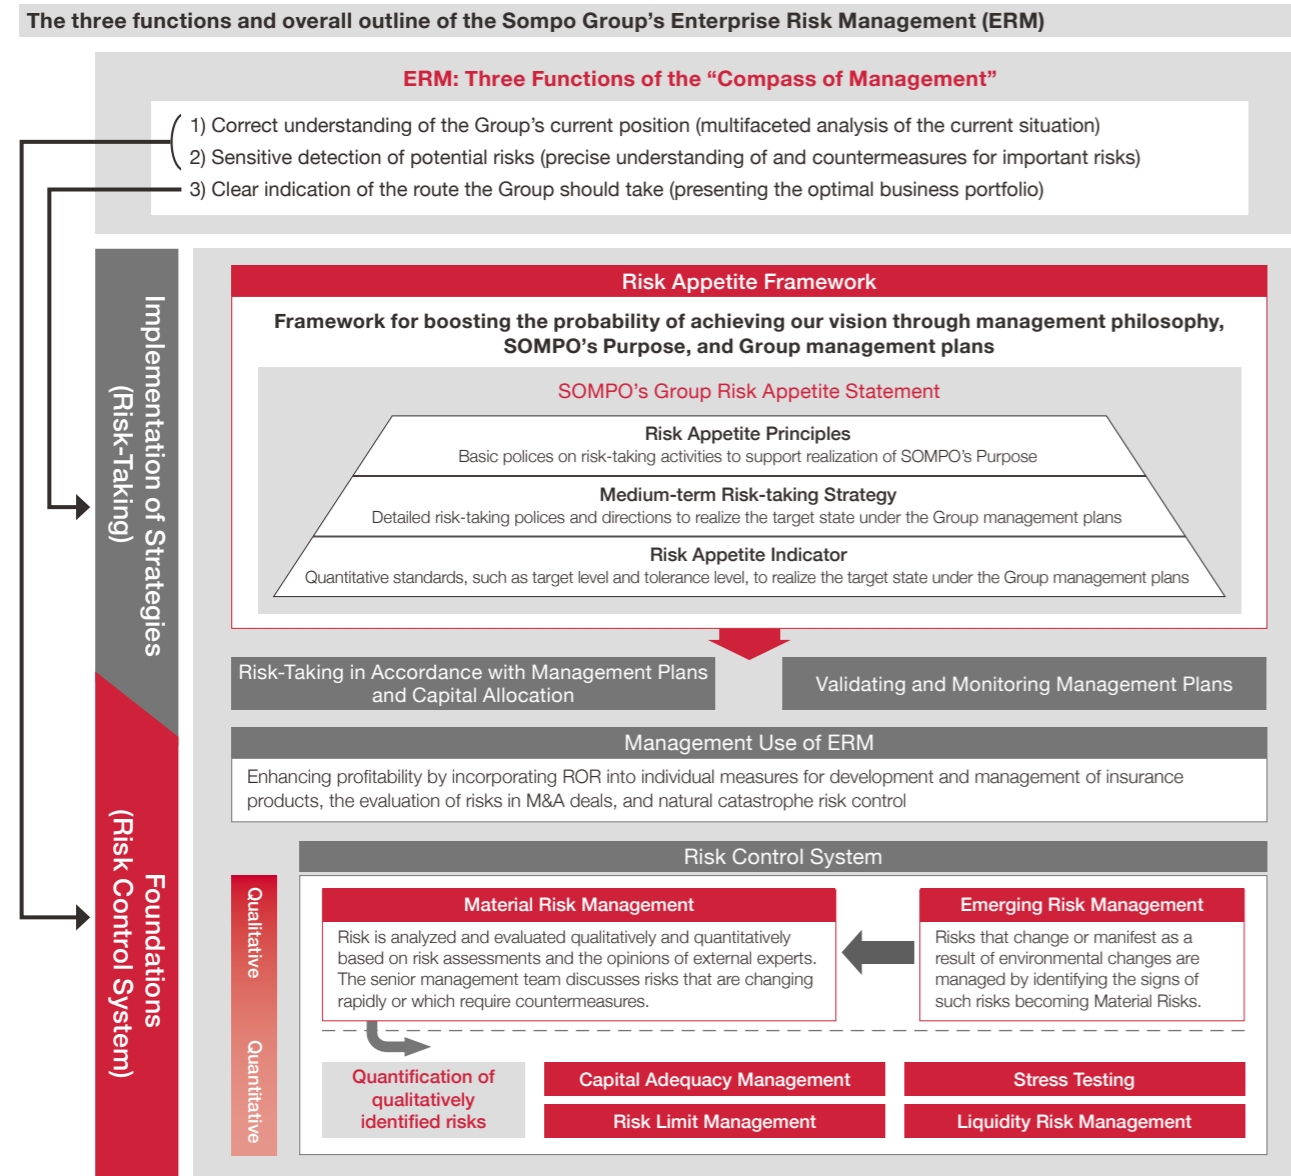 The three functions and overall outline of the Sompo Group's Enterprise Risk Management (ERM)
ERM: Three Functions of the “Compass of Management”
1) Correct understanding of the Group's current position (multifaceted analysis of the current situation)
2) Sensitive detection of potential risks (precise understanding of and countermeasures for important risks)
3) Clear indication of the route the Group should take (presenting the optimal business portfolio)
Implementation of Strategies
(Risk-Taking)
Risk Appetite Framework
Framework for boosting the probability of achieving our vision through management philosophy,
SOMPO's Purpose, and Group management plans
SOMPO's Group Risk Appetite Statement
Risk Appetite Principles
Basic polices on risk-taking activities to support realization of SOMPO's Purpose
Medium-term Risk-taking Strategy
Detailed risk-taking polices and directions to realize the target state under the Group management plans
Risk Appetite Indicator
Quantitative standards, such as target level and tolerance level, to realize the target state under the Group management plans
Risk-Taking in Accordance with Management Plans
and Capital Allocation
Validating and Monitoring Management Plans
Management Use of ERM
Enhancing profitability by incorporating ROR into individual measures for development and management of insurance
products, the evaluation of risks in M&A deals, and natural catastrophe risk control
Foundations
(Risk Control System)
Risk Control System
Qualitative
Material Risk Management
Risk is analyzed and evaluated qualitatively and quantitatively
based on risk assessments and the opinions of external experts.
The senior management team discusses risks that are changing
rapidly or which require countermeasures.
Emerging Risk Management
Risks that change or manifest as a
result of environmental changes are
managed by identifying the signs of
such risks becoming Material Risks.
Quantitative
Quantification of
qualitatively
identified risks
Capital Adequacy Management
Stress Testing
Risk Limit Management
Liquidity Risk Management